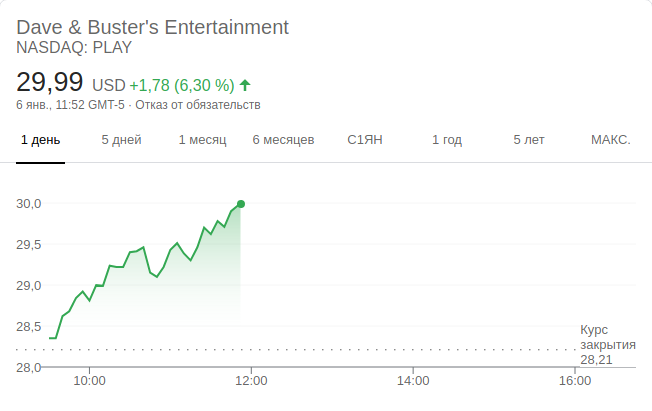 Dave & Buster's Entertainment
NASDAQ: PLAY
29,99 USD +1,78 (6,30 %)
6 янв., 11:52 GMT-5 · Отказ от обязательств
1 день 5 дней 1 месяц 6 месяцев С1ЯН 1 год 5 лет МАКС.
30,0
29,5
29,0
28,5
28,0
Курс
закрытия
28,21
10:00 12:00 14:00 16:00